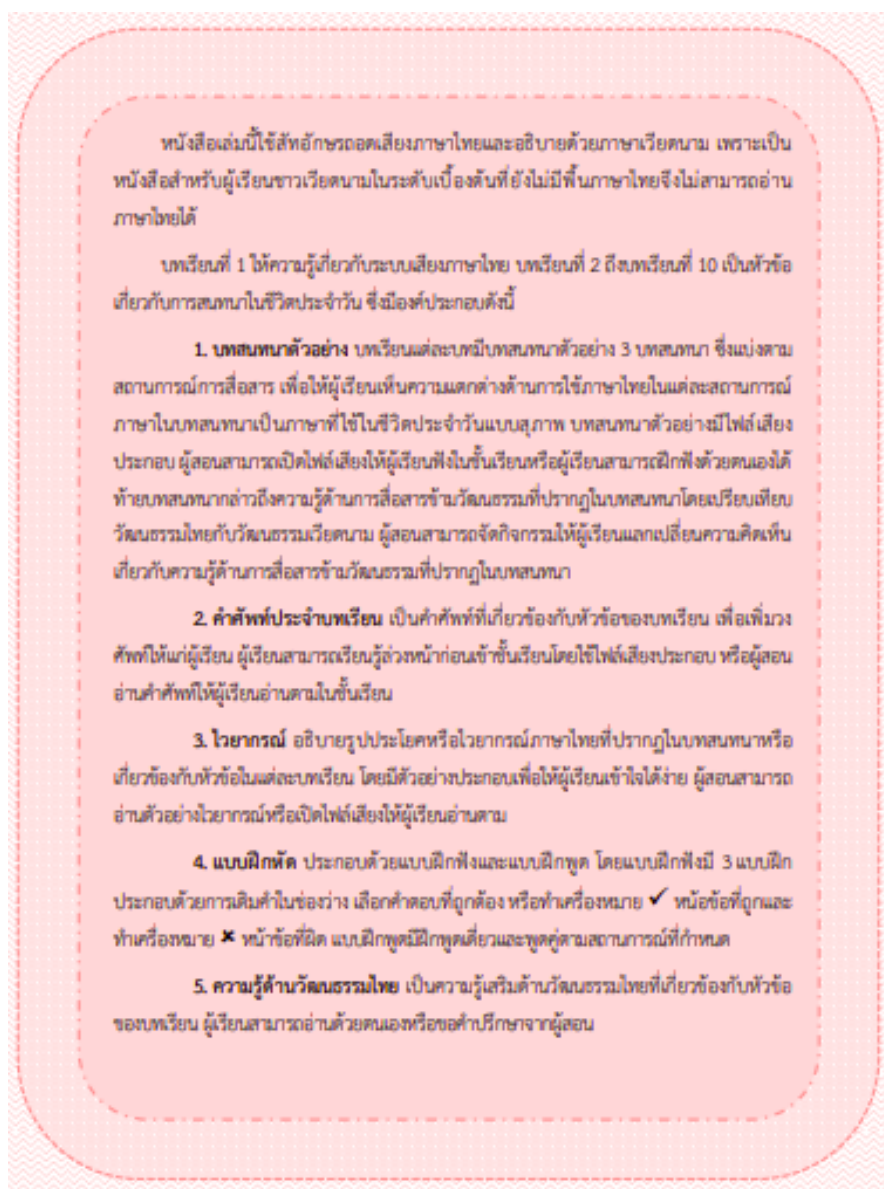 หนังสือเล่มนี้ใช้สัทอักษรถอดเสียงภาษาไทยและอธิบายด้วยภาษาเวียดนาม เพราะเป็น
หนังสือสำหรับผู้เรียนชาวเวียดนามในระดับเบื้องต้นที่ยังไม่มีพื้นภาษาไทยจึงไม่สามารถอ่าน
ภาษาไทยได้
บทเรียนที่ 1 ให้ความรู้เกี่ยวกับระบบเสียงภาษาไทย บทเรียนที่ 2 ถึงบทเรียนที่ 10 เป็นหัวข้อ
เกี่ยวกับการสนทนาในชีวิตประจำวัน ซึ่งมีองค์ประกอบดังนี้
1. บทสนทนาตัวอย่าง บทเรียนแต่ละบทมีบทสนทนาตัวอย่าง 3 บทสนทนา ซึ่งแบ่งตาม
สถานการณ์การสื่อสาร เพื่อให้ผู้เรียนเห็นความแตกต่างด้านการใช้ภาษาไทยในแต่ละสถานการณ์
ภาษาในบทสนทนาเป็นภาษาที่ใช้ในชีวิตประจำวันแบบสุภาพ บทสนทนาตัวอย่างมีไฟล์เสียง
ประกอบ ผู้สอนสามารถเปิดไฟล์เสียงให้ผู้เรียนฟังในชั้นเรียนหรือผู้เรียนสามารถฝึกฟังด้วยตนเองได้
ท้ายบทสนทนากล่าวถึงความรู้ด้านการสื่อสารข้ามวัฒนธรรมที่ปรากฏในบทสนทนาโดยเปรียบเทียบ
วัฒนธรรมไทยกับวัฒนธรรมเวียดนาม ผู้สอนสามารถจัดกิจกรรมให้ผู้เรียนแลกเปลี่ยนความคิดเห็น
เกี่ยวกับความรู้ด้านการสื่อสารข้ามวัฒนธรรมที่ปรากฏในบทสนทนา
2. คำศัพท์ประจำบทเรียน เป็นคำศัพท์ที่เกี่ยวข้องกับหัวข้อของบทเรียน เพื่อเพิ่มวง
ศัพท์ให้แก่ผู้เรียน ผู้เรียนสามารถเรียนรู้ล่วงหน้าก่อนเข้าชั้นเรียนโดยใช้ไฟล์เสียงประกอบ หรือผู้สอน
อ่านคำศัพท์ให้ผู้เรียนอ่านตามในชั้นเรียน
3. ไวยากรณ์ อธิบายรูปประโยคหรือไวยากรณ์ภาษาไทยที่ปรากฏในบทสนทนาหรือ
เกี่ยวข้องกับหัวข้อในแต่ละบทเรียน โดยมีตัวอย่างประกอบเพื่อให้ผู้เรียนเข้าใจได้ง่าย ผู้สอนสามารถ
อ่านตัวอย่างไวยากรณ์หรือเปิดไฟล์เสียงให้ผู้เรียนอ่านตาม
4. แบบฝึกหัด ประกอบด้วยแบบฝึกฟังและแบบฝึกพูด โดยแบบฝึกฟังมี 3 แบบฝึก
ประกอบด้วยการเติมคำในช่องว่าง เลือกคำตอบที่ถูกต้อง หรือทำเครื่องหมาย ✓ หน้อข้อที่ถูกและ
ทำเครื่องหมาย ✖ หน้าข้อที่ผิด แบบฝึกพูดมีฝึกพูดเดี่ยวและพูดคู่ตามสถานการณ์ที่กำหนด
5. ความรู้ด้านวัฒนธรรมไทย เป็นความรู้เสริมด้านวัฒนธรรมไทยที่เกี่ยวข้องกับหัวข้อ
ของบทเรียน ผู้เรียนสามารถอ่านด้วยตนเองหรือขอคำปรึกษาจากผู้สอน